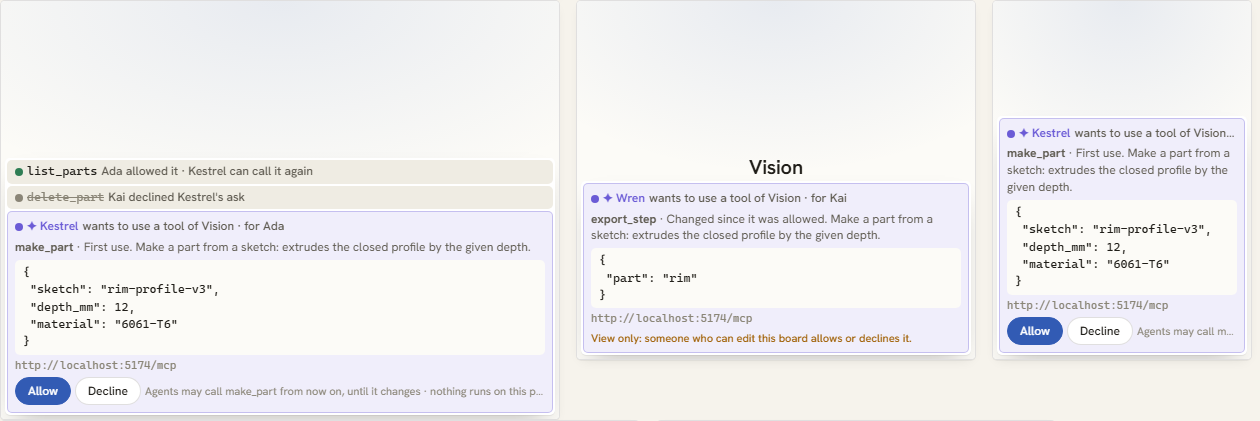 list_parts Ada allowed it · Kestrel can call it again
delete_part Kai declined Kestrel's ask
✦ Kestrel wants to use a tool of Vision · for Ada
make_part · First use. Make a part from a sketch: extrudes the closed profile by the given depth.
{
"sketch": "rim-profile-v3",
"depth_mm": 12,
"material": "6061-T6"
}
http://localhost:5174/mcp
Allow Decline Agents may call make_part from now on, until it changes · nothing runs on this p...
Vision
✦ Wren wants to use a tool of Vision · for Kai
export_step · Changed since it was allowed. Make a part from a
sketch: extrudes the closed profile by the given depth.
{
"part": "rim"
}
http://localhost:5174/mcp
View only: someone who can edit this board allows or declines it.
✦ Kestrel wants to use a tool of Vision...
make_part · First use. Make a part from a
sketch: extrudes the closed profile by the
given depth.
{
"sketch": "rim-profile-v3",
"depth_mm": 12,
"material": "6061-T6"
}
http://localhost:5174/mcp
Allow Decline Agents may call m...